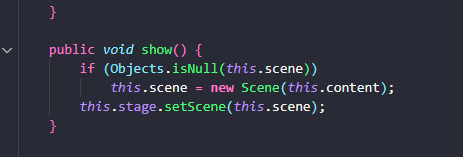 }
public void show() {
if (Objects.isNull(this.scene))
this.scene = new Scene(this.content);
this.stage.setScene(this.scene);
}